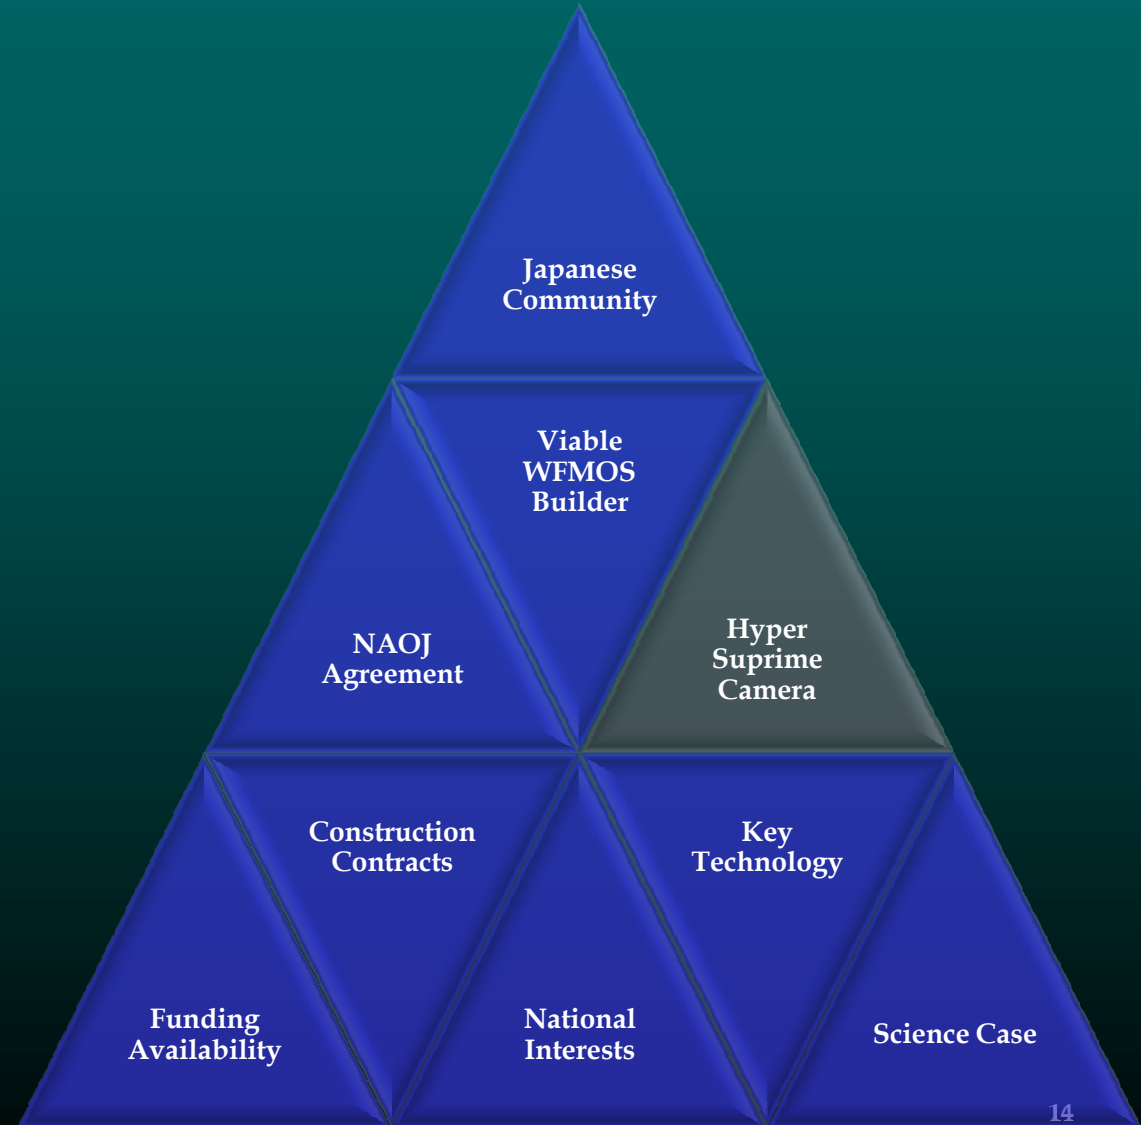 Japanese
Community
Viable
WFMOS
Builder
NAOJ
Agreement
Hyper
Suprime
Camera
Construction
Contracts
Key
Technology
Funding
Availability
National
Interests
Science Case
14